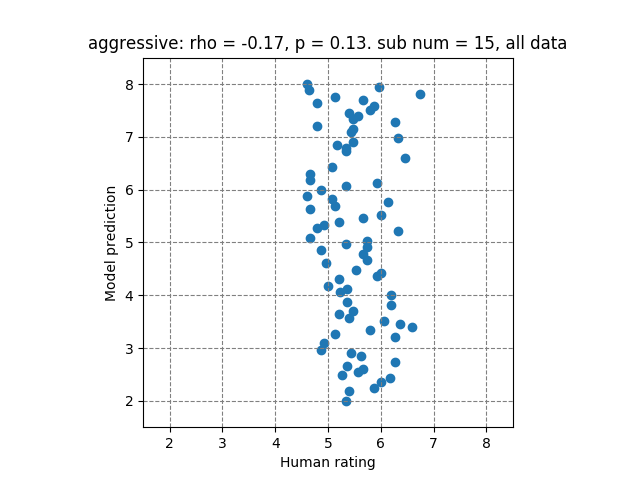 aggressive: rho = -0.17, p = 0.13. sub num = 15, all data
8
7
6
5
4
3
2
Model prediction
2 3 4 5 6 7 8
Human rating